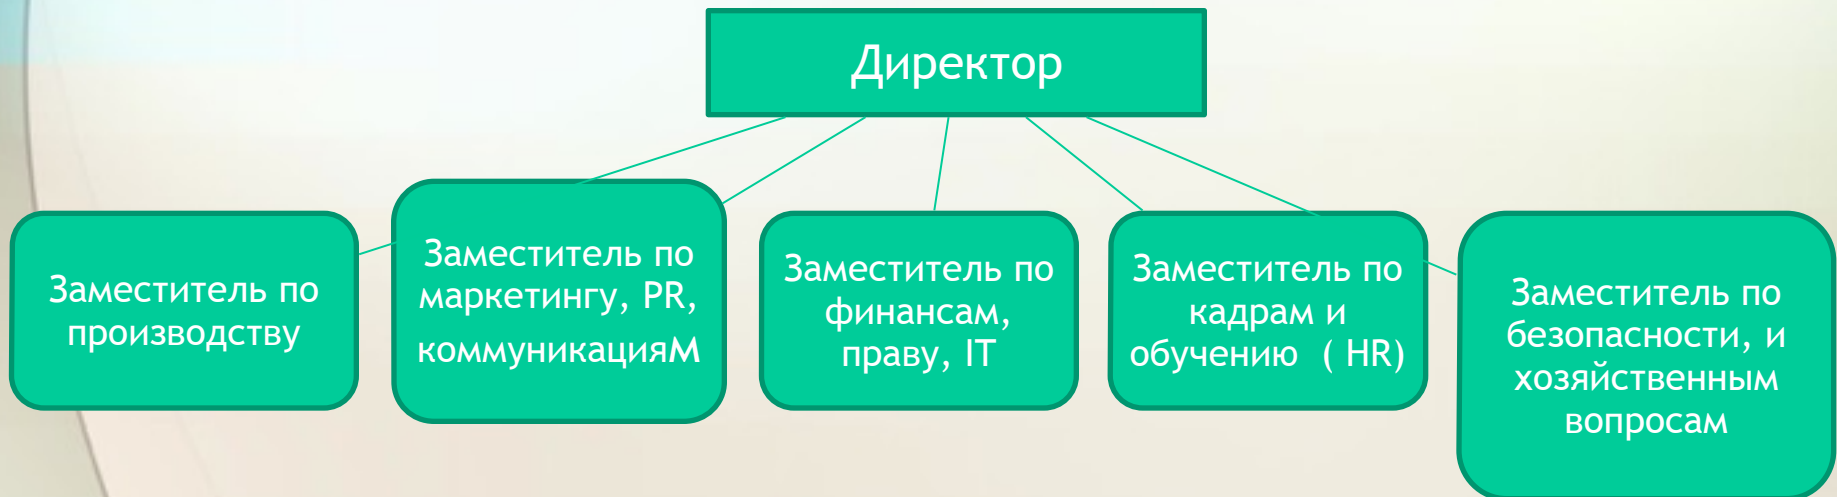 Директор
Заместитель по
производству
Заместитель по
маркетингу, PR,
коммуникацияМ
Заместитель по
финансам,
праву, IT
Заместитель по
кадрам и
обучению ( HR)
Заместитель по
безопасности, и
хозяйственным
вопросам